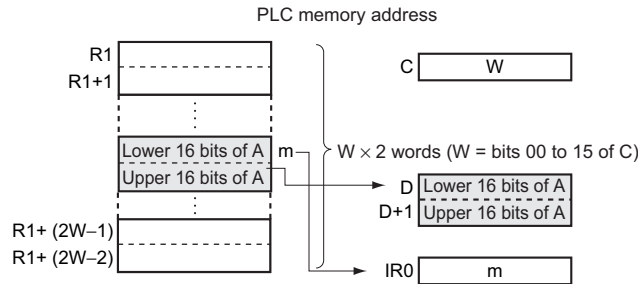 PLC memory address
R1
R1+1
C
W
Lower 16 bits of A
m
Upper 16 bits of A
W × 2 words (W = bits 00 to 15 of C)
D
Lower 16 bits of A
D+1
Upper 16 bits of A
R1+ (2W–1)
R1+ (2W–2)
IR0
m